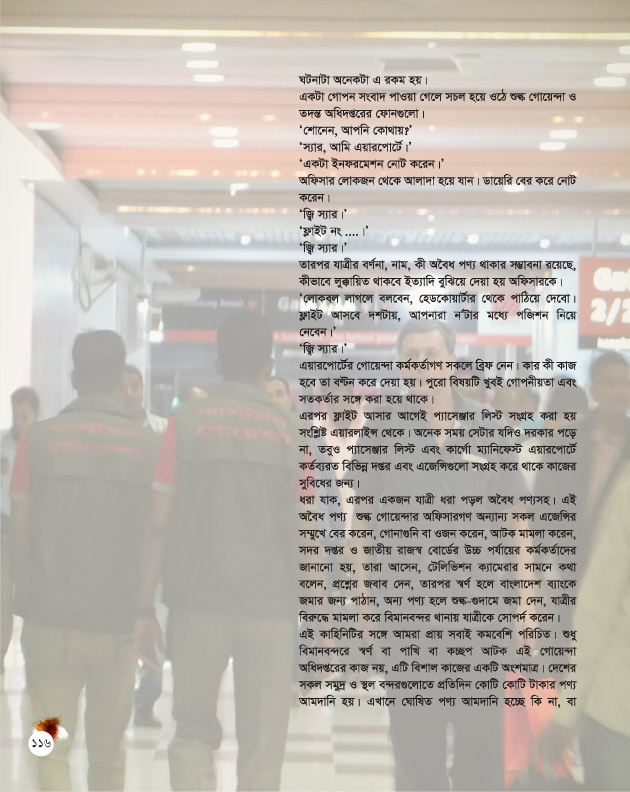 ঘটনাটা অনেকটা এ রকম হয়।
একটা গোপন সংবাদ পাওয়া গেলে সচল হয়ে ওঠে শুল্ক গোয়েন্দা ও
তদন্ত অধিদপ্তরের ফোনগুলো।
‘শোনেন, আপনি কোথায়?’
‘স্যার, আমি এয়ারপোর্টে।’
‘একটা ইনফরমেশন নোট করেন।’
অফিসার লোকজন থেকে আলাদা হয়ে যান। ডায়েরি বের করে নোট
করেন।
‘জ্বি স্যার।’
‘ফ্লাইট নং ....।’
‘জ্বি স্যার।’
তারপর যাত্রীর বর্ণনা, নাম, কী অবৈধ পণ্য থাকার সম্ভাবনা রয়েছে,
কীভাবে লুক্কায়িত থাকবে ইত্যাদি বুঝিয়ে দেয়া হয় অফিসারকে।
‘লোকবল লাগলে বলবেন, হেডকোয়ার্টার থেকে পাঠিয়ে দেবো।
ফ্লাইট আসবে দশটায়, আপনারা ন’টার মধ্যে পজিশন নিয়ে
নেবেন।’
‘জ্বি স্যার।’
এয়ারপোর্টের গোয়েন্দা কর্মকর্তাগণ সকলে ব্রিফ নেন। কার কী কাজ
হবে তা বণ্টন করে দেয়া হয়। পুরো বিষয়টি খুবই গোপনীয়তা এবং
সতকর্তার সঙ্গে করা হয়ে থাকে।
এরপর ফ্লাইট আসার আগেই প্যাসেঞ্জার লিস্ট সংগ্রহ করা হয়
সংশ্লিষ্ট এয়ারলাইন্স থেকে। অনেক সময় সেটার যদিও দরকার পড়ে
না, তবুও প্যাসেঞ্জার লিস্ট এবং কার্গো ম্যানিফেস্ট এয়ারপোর্টে
কর্তব্যরত বিভিন্ন দপ্তর এবং এজেন্সিগুলো সংগ্রহ করে থাকে কাজের
সুবিধের জন্য।
ধরা যাক, এরপর একজন যাত্রী ধরা পড়ল অবৈধ পণ্যসহ। এই
অবৈধ পণ্য শুল্ক গোয়েন্দার অফিসারগণ অন্যান্য সকল এজেন্সির
সম্মুখে বের করেন, গোনাগুনি বা ওজন করেন, আটক মামলা করেন,
সদর দপ্তর ও জাতীয় রাজস্ব বোর্ডের উচ্চ পর্যায়ের কর্মকর্তাদের
জানানো হয়, তারা আসেন, টেলিভিশন ক্যামেরার সামনে কথা
বলেন, প্রশ্নের জবাব দেন, তারপর স্বর্ণ হলে বাংলাদেশ ব্যাংকে
জমার জন্য পাঠান, অন্য পণ্য হলে শুল্ক-গুদামে জমা দেন, যাত্রীর
বিরুদ্ধে মামলা করে বিমানবন্দর থানায় যাত্রীকে সোপর্দ করেন।
এই কাহিনিটির সঙ্গে আমরা প্রায় সবাই কমবেশি পরিচিত। শুধু
বিমানবন্দরে স্বর্ণ বা পাখি বা কচ্ছপ আটক এই গোয়েন্দা
অধিদপ্তরের কাজ নয়, এটি বিশাল কাজের একটি অংশমাত্র। দেশের
সকল সমুদ্র ও স্থল বন্দরগুলোতে প্রতিদিন কোটি কোটি টাকার পণ্য
আমদানি হয়। এখানে ঘোষিত পণ্য আমদানি হচ্ছে কি না, বা
১১৬